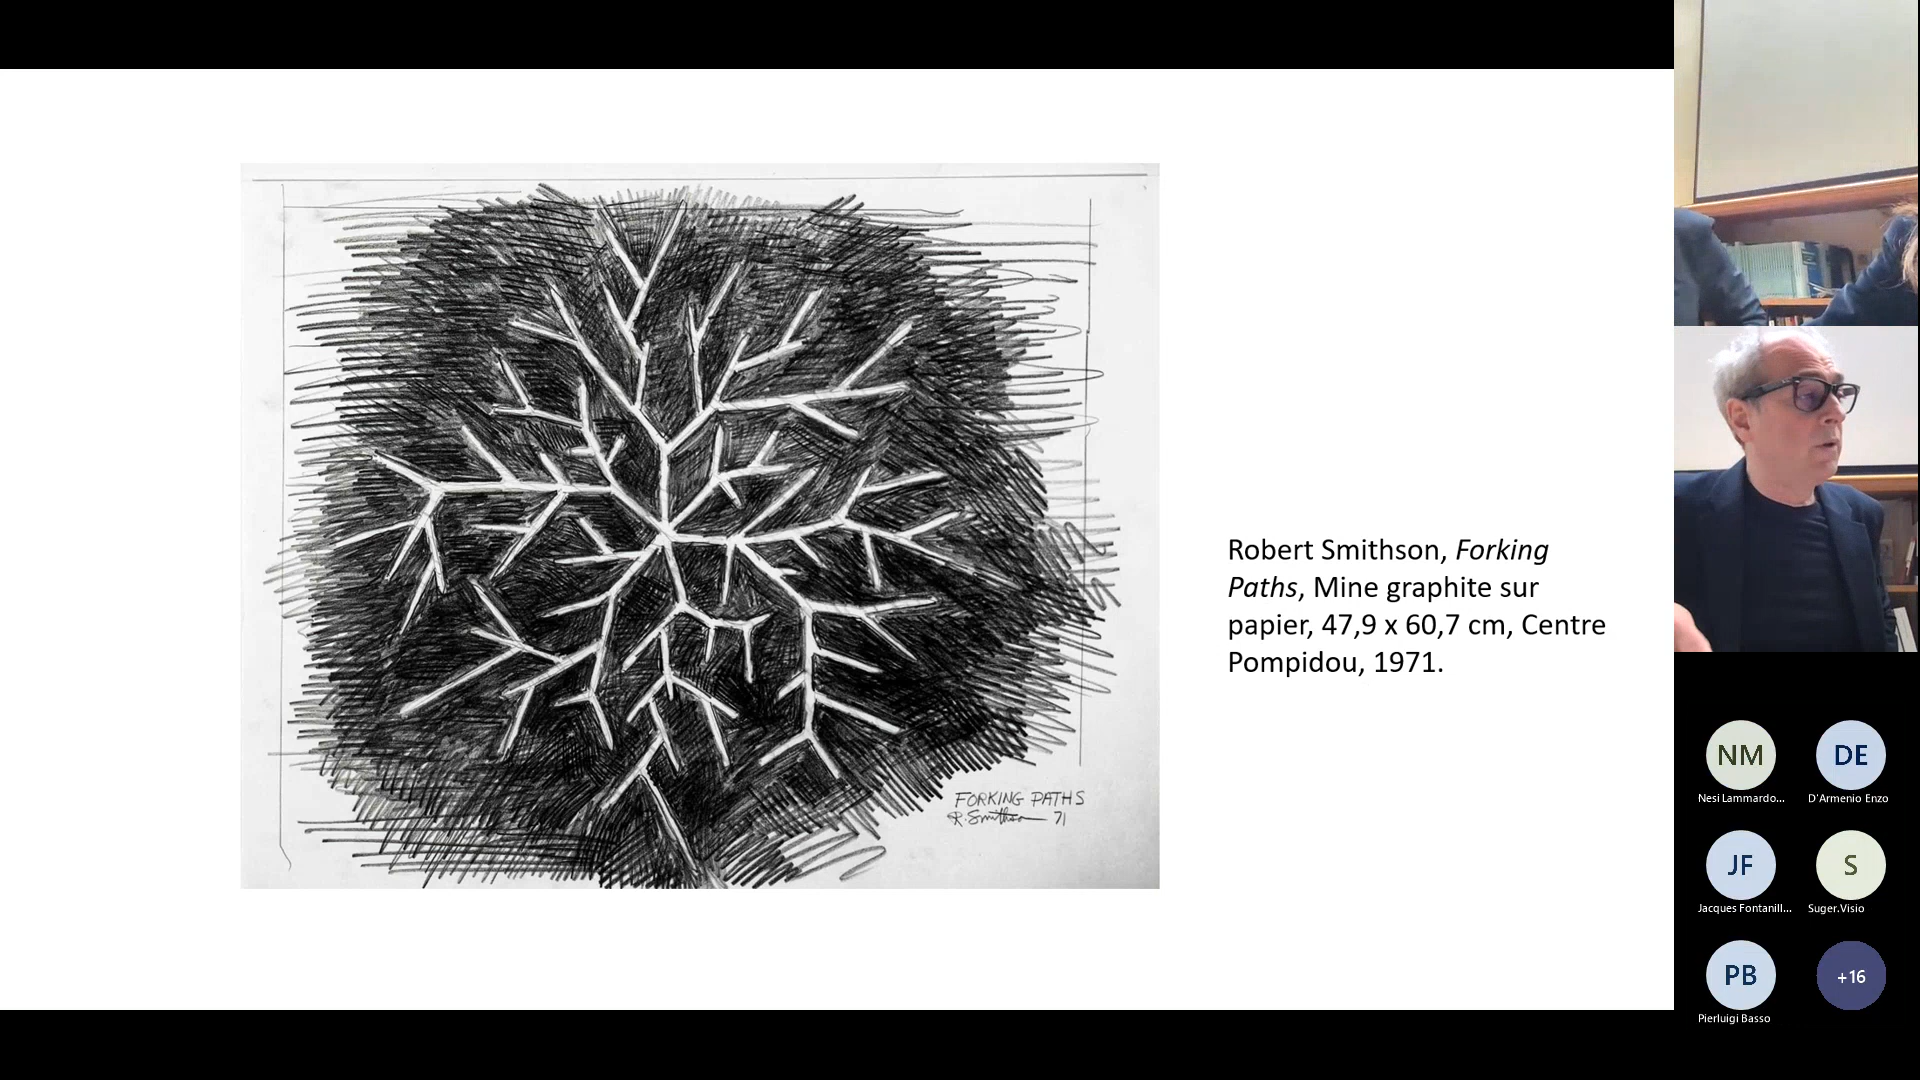 FORKING PATHS
R. Smithson 71
Robert Smithson, Forking
Paths, Mine graphite sur
papier, 47,9 x 60,7 cm, Centre
Pompidou, 1971.
NM
Nesi Lammardo...
DE
D'Armenio Enzo
JF
Jacques Fontanill...
S
Suger.Visio
PB
Pierluigi Basso
+16